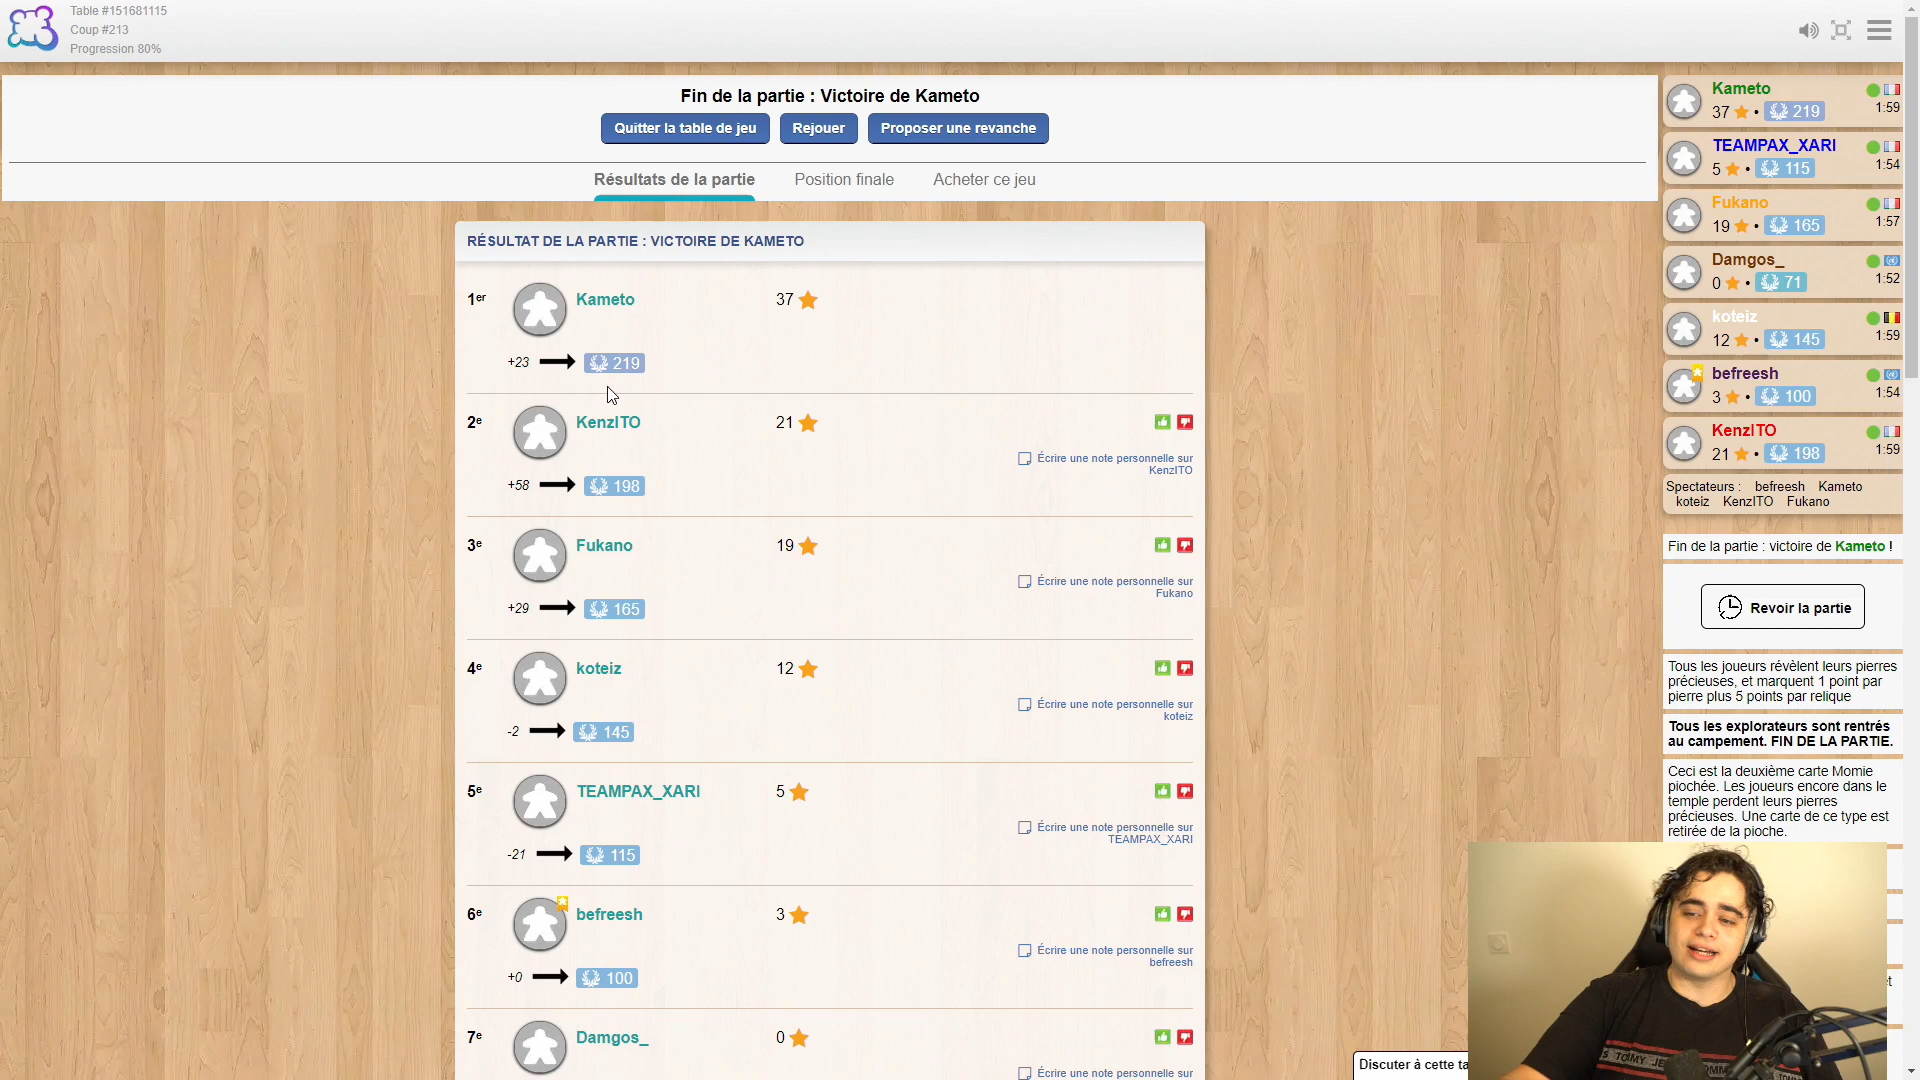 Table #151681115
Coup #213
Progression 80%
Fin de la partie : Victoire de Kameto
Quitter la table de jeu
Rejouer
Proposer une revanche
Résultats de la partie
Position finale
Acheter ce jeu
RÉSULTAT DE LA PARTIE : VICTOIRE DE KAMETO
1er
Kameto
37
+23
219
2e
KenzITO
21
Écrire une note personnelle sur
KenzITO
+58
198
3e
Fukano
19
Écrire une note personnelle sur
Fukano
+29
165
4e
koteiz
12
Écrire une note personnelle sur
koteiz
-2
145
5e
TEAMPAX_XARI
5
Écrire une note personnelle sur
TEAMPAX_XARI
-21
115
6e
befreesh
3
Écrire une note personnelle sur
befreesh
+0
100
7e
Damgos_
0
Écrire une note personnelle sur
Kameto
37 • 219
1:59
TEAMPAX_XARI
5 • 115
1:54
Fukano
19 • 165
1:57
Damgos_
0 • 71
1:52
koteiz
12 • 145
1:59
befreesh
3 • 100
1:54
KenzITO
21 • 198
1:59
Spectateurs : befreesh Kameto
koteiz KenzITO Fukano
Fin de la partie : victoire de Kameto !
Revoir la partie
Tous les joueurs révèlent leurs pierres
précieuses, et marquent 1 point par
pierre plus 5 points par relique
Tous les explorateurs sont rentrés
au campement. FIN DE LA PARTIE.
Ceci est la deuxième carte Momie
piochée. Les joueurs encore dans le
temple perdent leurs pierres
précieuses. Une carte de ce type est
retirée de la pioche.
Discuter à cette ta